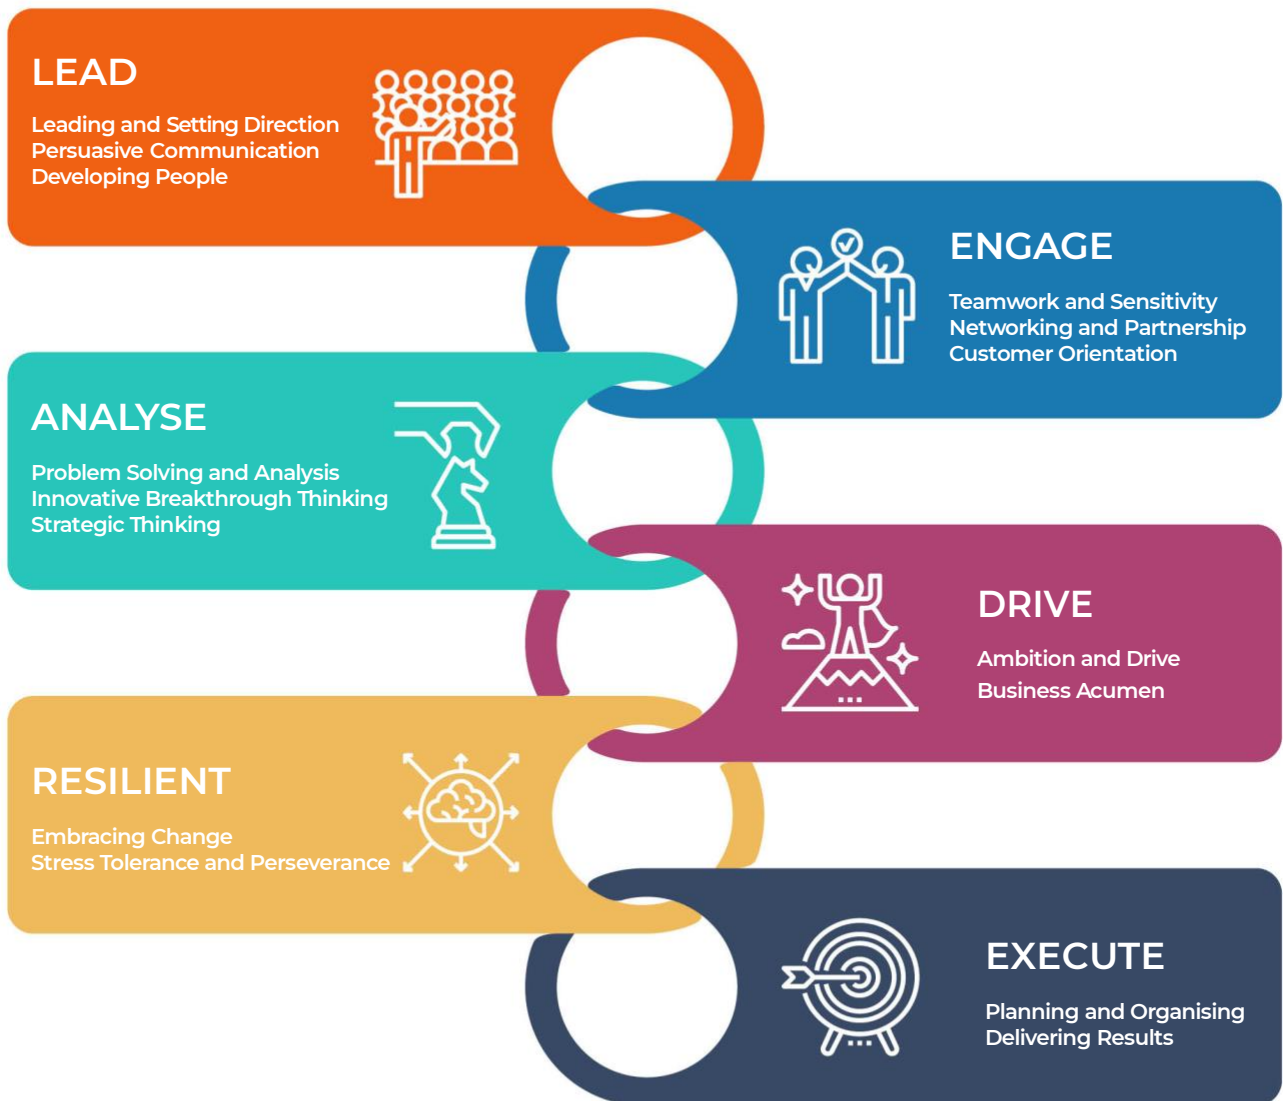 LEAD
Leading and Setting Direction
Persuasive Communication
Developing People
ENGAGE
Teamwork and Sensitivity
Networking and Partnership
Customer Orientation
ANALYSE
Problem Solving and Analysis
Innovative Breakthrough Thinking
Strategic Thinking
DRIVE
Ambition and Drive
Business Acumen
RESILIENT
Embracing Change
Stress Tolerance and Perseverance
EXECUTE
Planning and Organising
Delivering Results